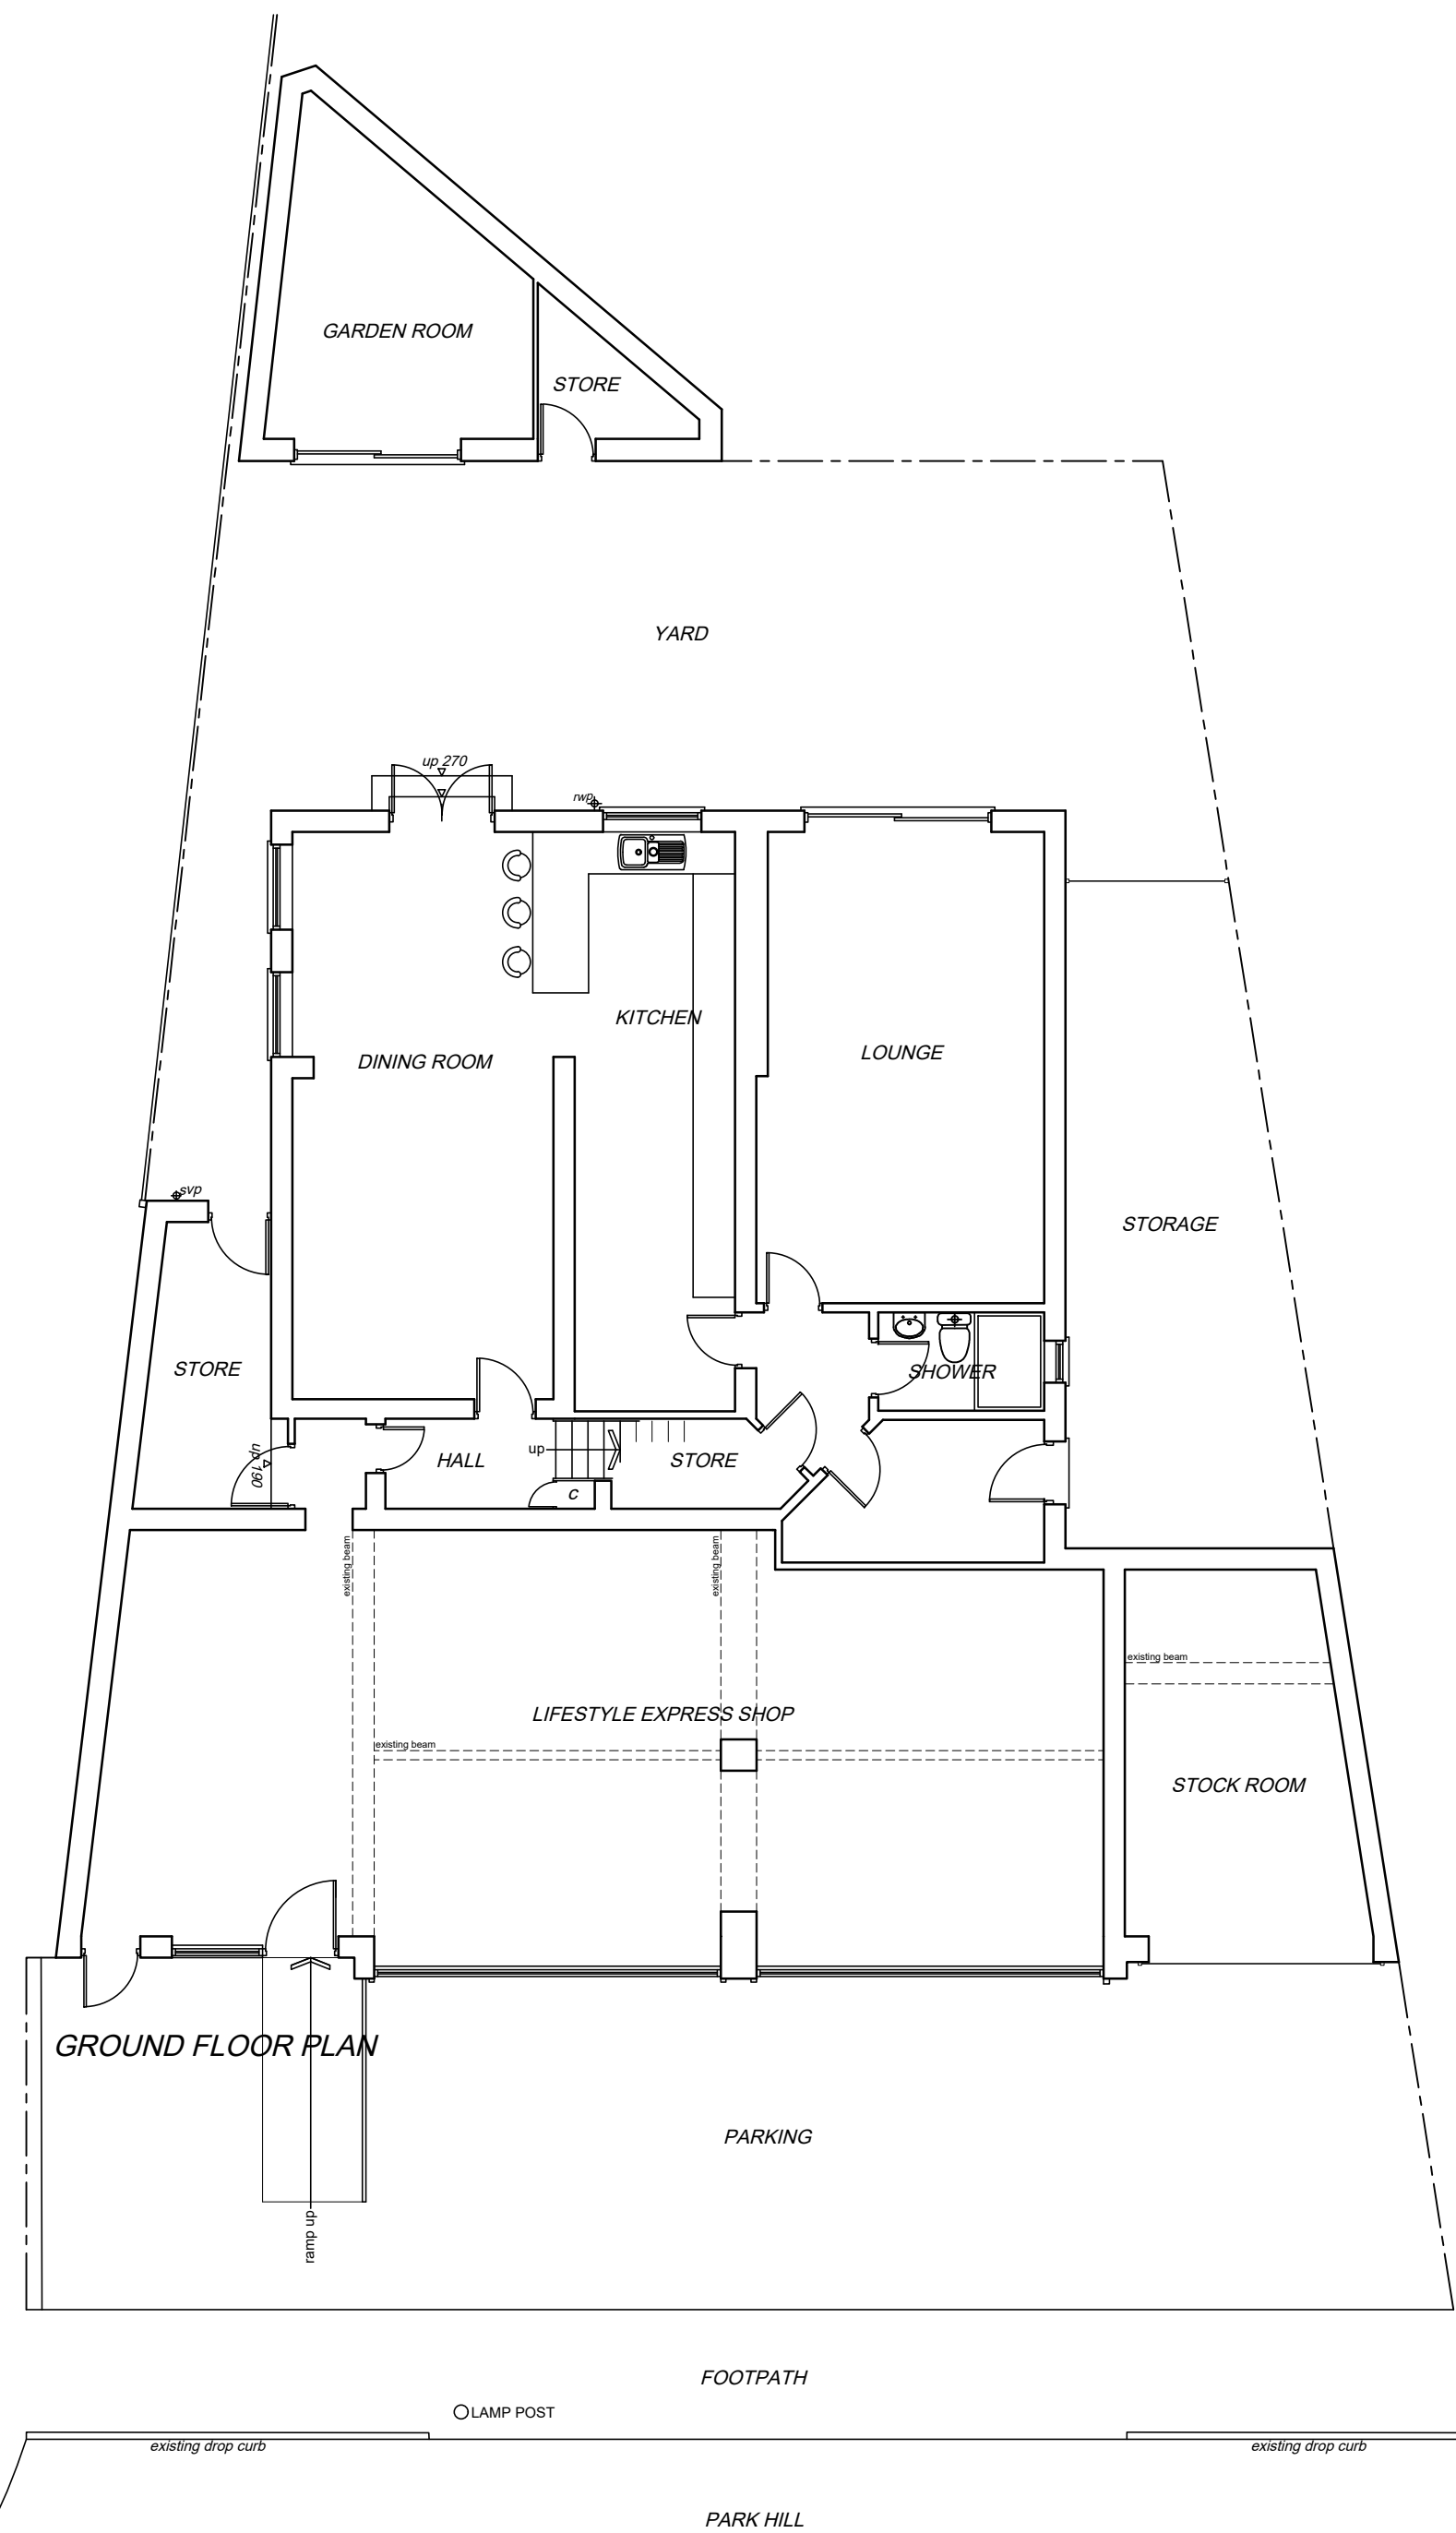 GARDEN ROOM
STORE
YARD
up 270
rwp
KITCHEN
LOUNGE
DINING ROOM
svp
STORAGE
STORE
SHOWER
up 190
HALL
up
STORE
c
existing beam
existing beam
existing beam
LIFESTYLE EXPRESS SHOP
existing beam
STOCK ROOM
GROUND FLOOR PLAN
PARKING
ramp up
FOOTPATH
LAMP POST
existing drop curb
existing drop curb
PARK HILL